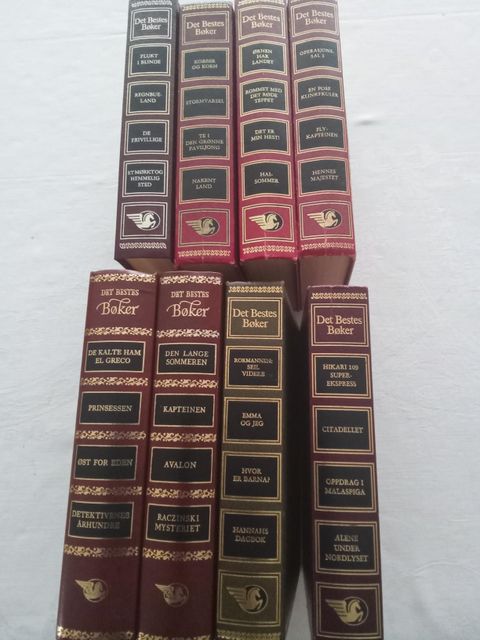 Det Bestes
Bøker
FLUKT
I BLINDE
REGNBUE-
LAND
DE
FRIVILLIGE
ET MØRKT OG
HEMMELIG
STED
Det Bestes
Bøker
KORSER
OG KORN
STORMVARSEL
TE I
DEN GRØNNE
PAVILJONG
NAKENT
LAND
Det Bestes
Bøker
ØRNEN
HAR
LANDET
ROMMET MED
DET RØDE
TEPPET
DET ER
MIN HEST!
HAI-
SOMMER
Det Bestes
Bøker
OPERASJONS-
SAL 1
EN POSE
KLINKEKULER
FLY-
KAPTEINEN
HENNES
MAJESTET
DET BESTES
Bøker
DE KALTE HAM
EL GRECO
PRINSESSEN
ØST FOR EDEN
DETEKTIVENES
ÅRHUNDRE
DET BESTES
Bøker
DEN LANGE
SOMMEREN
KAPTEINEN
AVALON
RACZINSKI
MYSTERIET
Det Bestes
Bøker
RORMANNEN:
SEIL
VIDERE
EMMA
OG JEG
HVOR
ER BARNA?
HANNAHS
DAGBOK
Det Bestes
Bøker
HIKARI 109
SUPER-
EKSPRESS
CITADELLET
OPPDRAG I
MALASPIGA
ALENE
UNDER
NORDLYSET